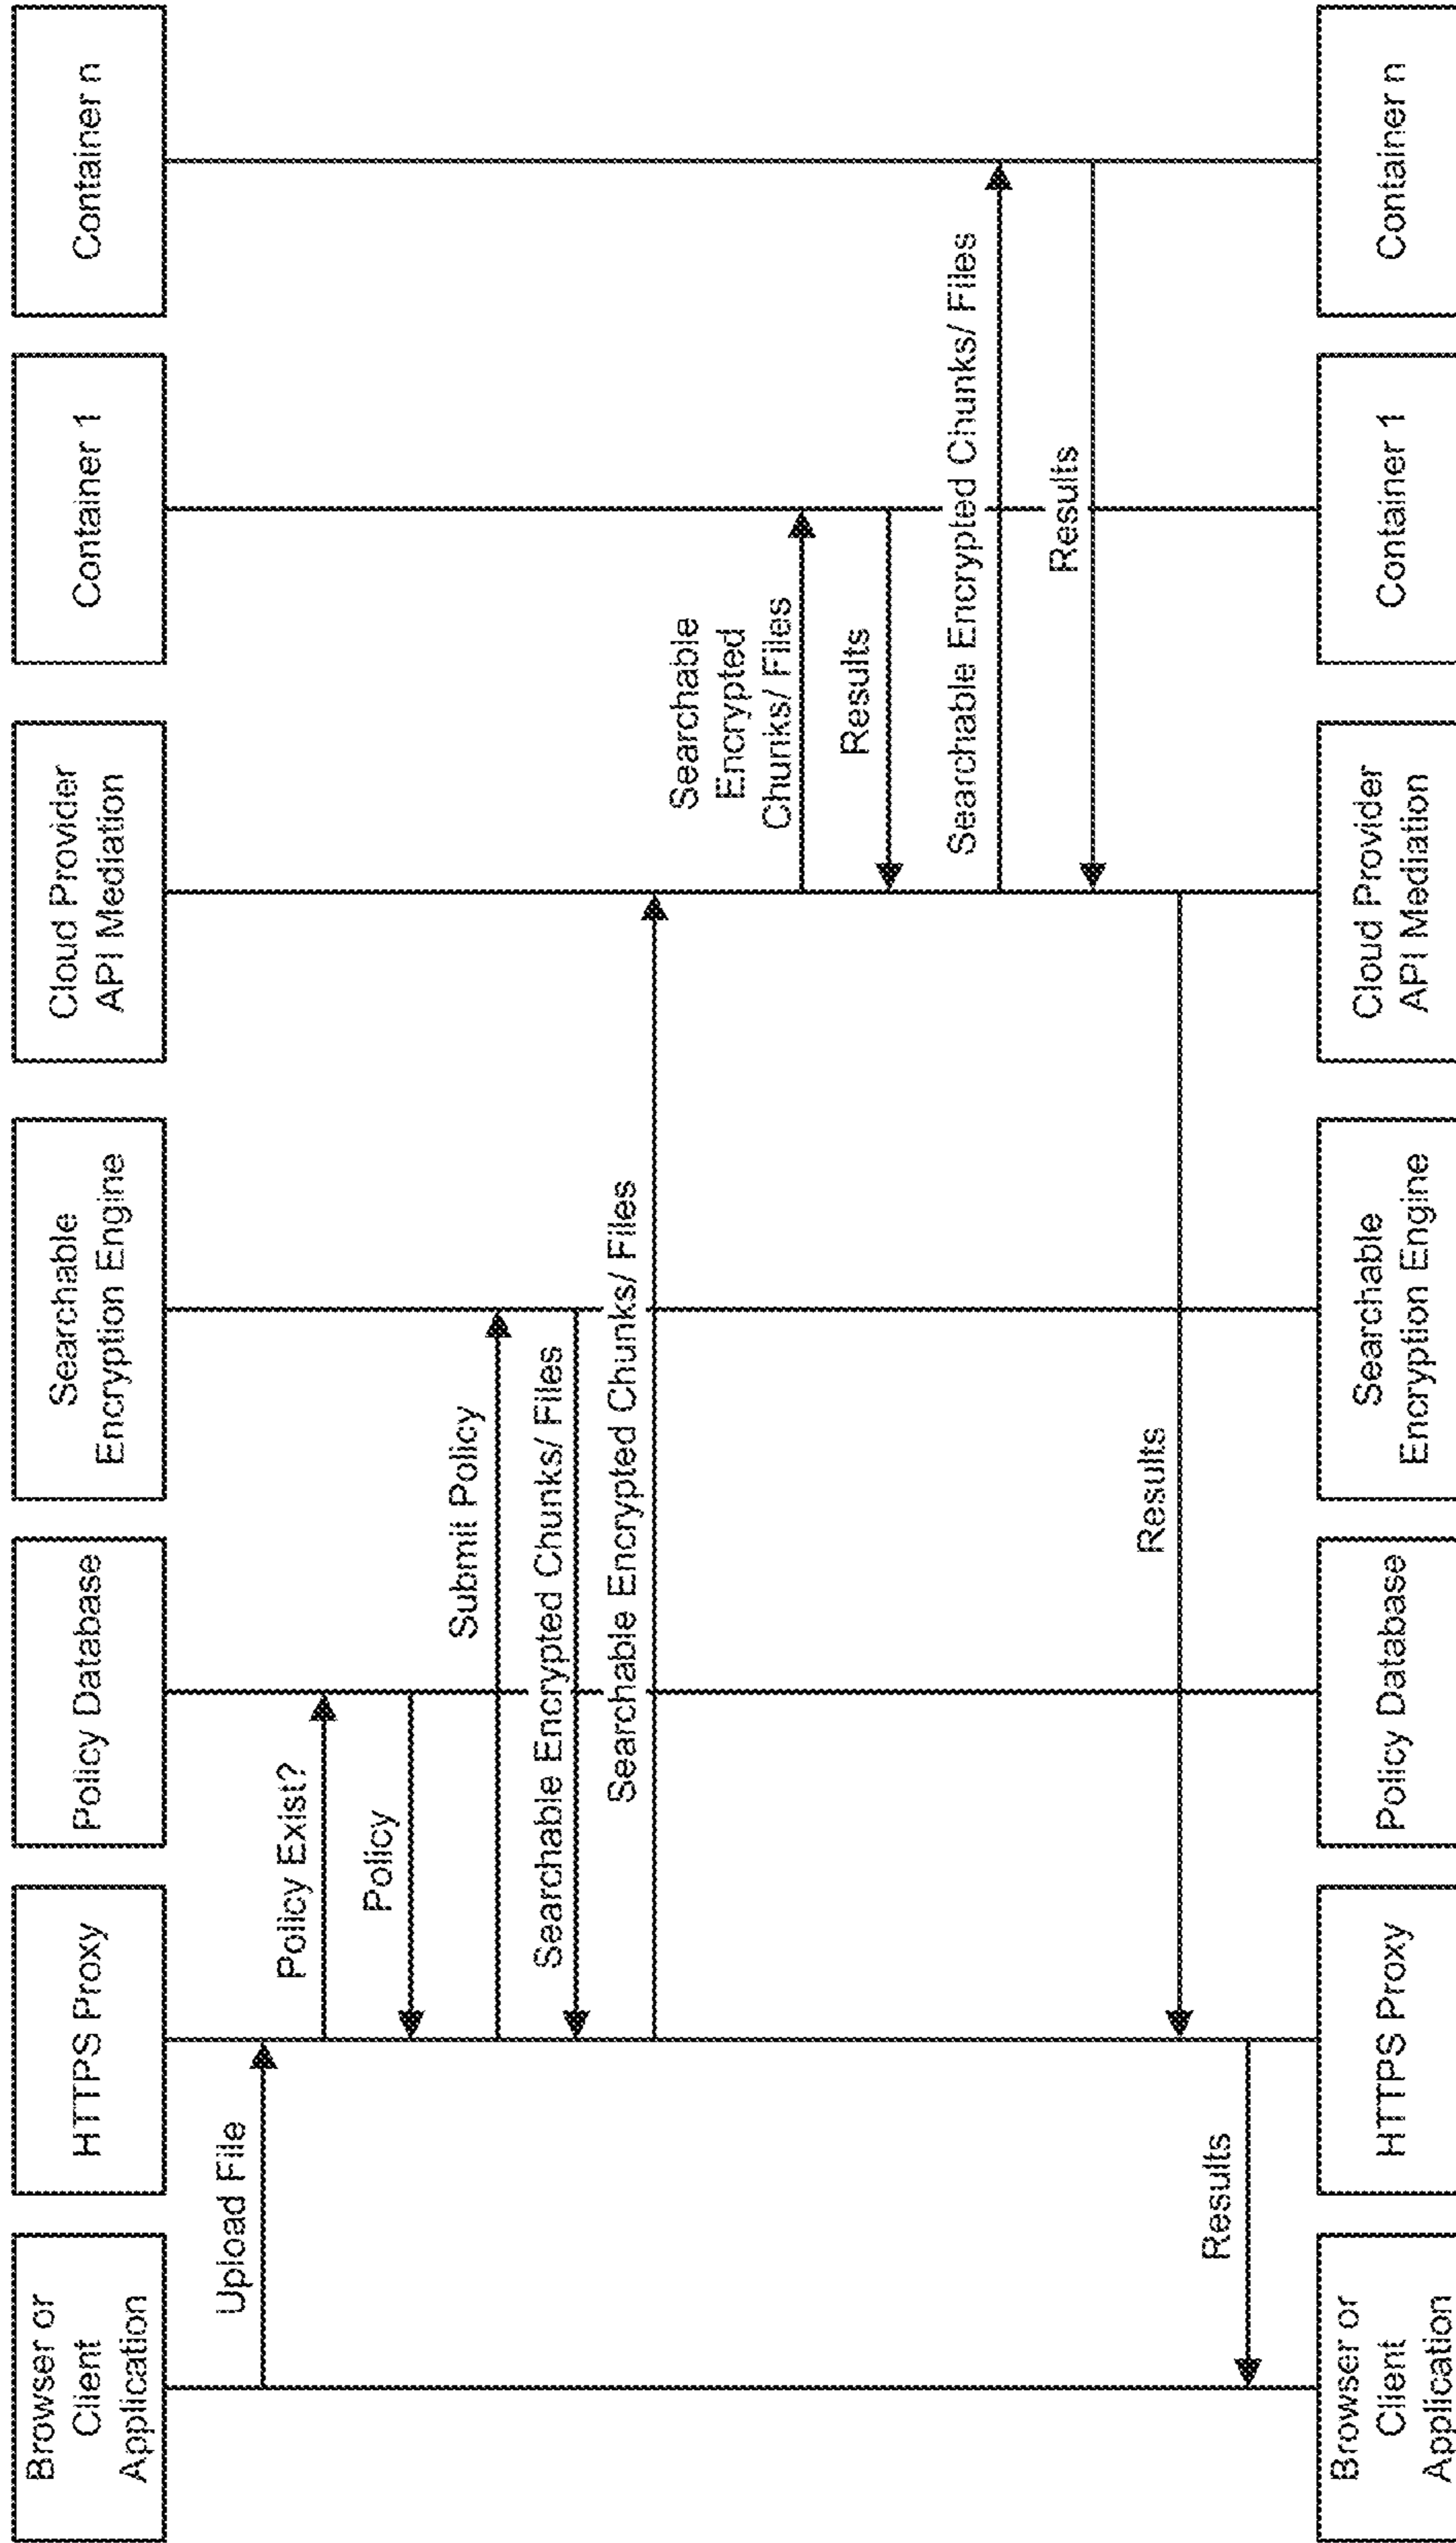 Browser or
Client
Application
HTTPS Proxy
Policy Database
Searchable
Encryption Engine
Cloud Provider
API Mediation
Container 1
Container n
Upload File
Policy Exist?
Policy
Submit Policy
Searchable Encrypted Chunks/ Files
Searchable Encrypted Chunks/ Files
Searchable
Encrypted
Chunks/ Files
Results
Searchable Encrypted Chunks/ Files
Results
Results
Results
Browser or
Client
Application
HTTPS Proxy
Policy Database
Searchable
Encryption Engine
Cloud Provider
API Mediation
Container 1
Container n